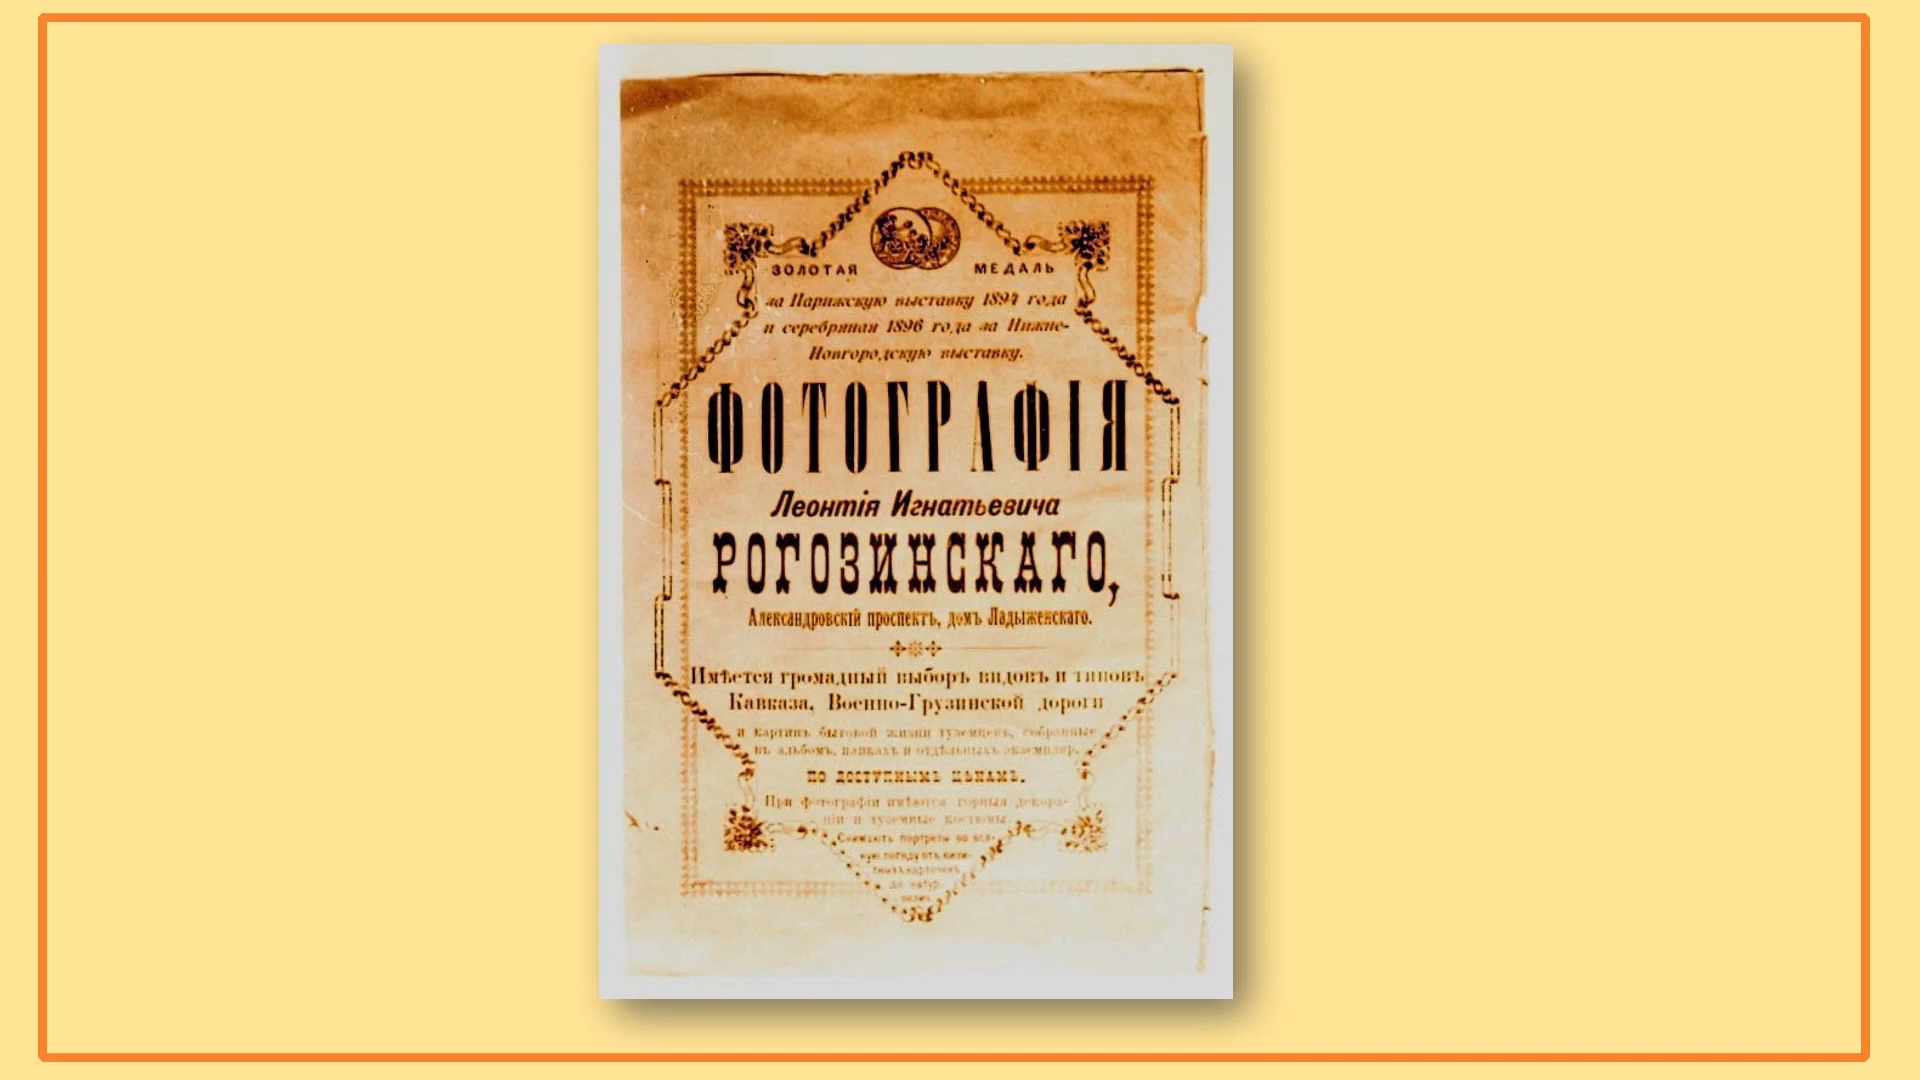 ЗОЛОТАЯ МЕДАЛЬ
за Парижскую выставку 1894 года
и серебряная 1896 года за Нижне-
Новгородскую выставку.
ФОТОГРАФІЯ
Леонтія Игнатьевича
РОГОЗИНСКАГО,
Александровскій проспектъ, домъ Ладыженскаго.
Имѣется громадный выборъ видовъ и типовъ
Кавказа, Военно-Грузинской дороги
и картинъ бытовой жизни туземцевъ, собранные
въ альбомъ, папкахъ и отдѣльныхъ экземпляр.
ПО ДОСТУПНЫМЪ ЦѢНАМЪ.
При фотографіи имѣются горныя декора-
ціи и туземные костюмы.
Снимаютъ портреты во вся-
кую погоду отъ визи-
тныхъ карточекъ
до натур.
велич.